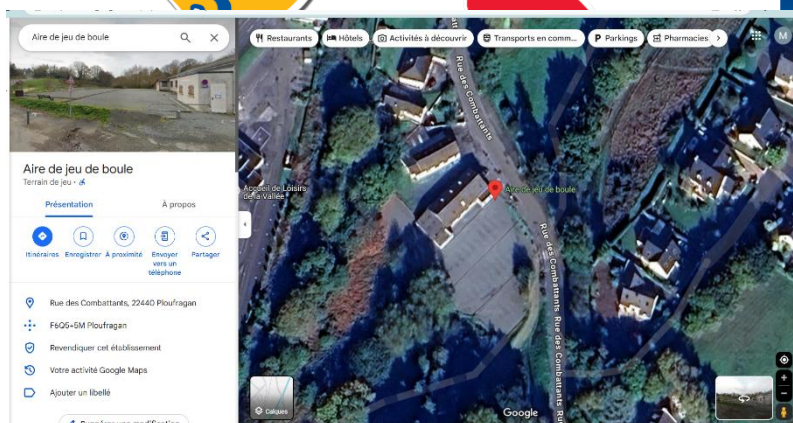 Aire de jeu de boule
Restaurants
Hôtels
Activités à découvrir
Transports en comm...
Parkings
Pharmacies
M
Aire de jeu de boule
Terrain de jeu
Présentation
À propos
Itinéraires
Enregistrer
À proximité
Envoyer
vers un
téléphone
Partager
Rue des Combattants, 22440 Ploufragan
F6Q5+5M Ploufragan
Revendiquer cet établissement
Votre activité Google Maps
Ajouter un libellé
Accueil de Loisirs
de la Vallée
Rue des Combattants
Aire de jeu de boule
Rue des Combattants
Rue des Combattants
Calques
Google